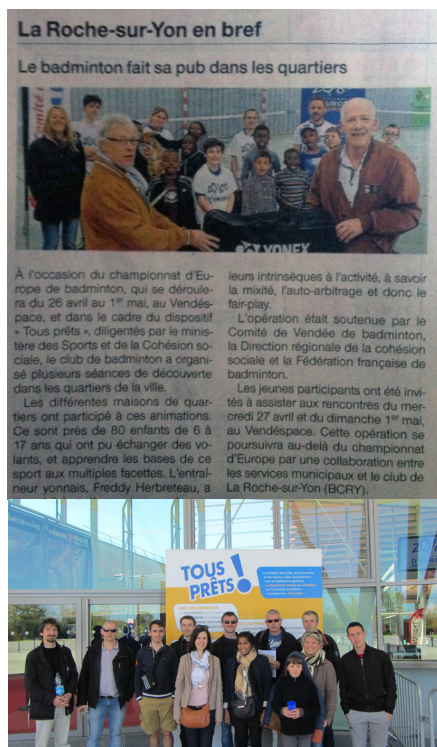 La Roche-sur-Yon en bref
Le badminton fait sa pub dans les quartiers
YONEX
À l'occasion du championnat d'Eu-
rope de badminton, qui se déroule-
ra du 26 avril au 1er mai, au Vendés-
pace, et dans le cadre du dispositif
« Tous prêts », diligentés par le minis-
tère des Sports et de la Cohésion so-
ciale, le club de badminton a organi-
sé plusieurs séances de découverte
dans les quartiers de la ville.
Les différentes maisons de quar-
tiers ont participé à ces animations.
Ce sont près de 80 enfants de 6 à
17 ans qui ont pu échanger des vo-
lants, et apprendre les bases de ce
sport aux multiples facettes. L'entraî-
neur yonnais, Freddy Herbreteau, a
leurs intrinsèques à l'activité, à savoir
la mixité, l'auto-arbitrage et donc le
fair-play.
L'opération était soutenue par le
Comité de Vendée de badminton,
la Direction régionale de la cohésion
sociale et la Fédération française de
badminton.
Les jeunes participants ont été invi-
tés à assister aux rencontres du mer-
credi 27 avril et du dimanche 1er mai,
au Vendéspace. Cette opération se
poursuivra au-delà du championnat
d'Europe par une collaboration entre
les services municipaux et le club de
La Roche-sur-Yon (BCRY).
TOUS
PRÊTS !